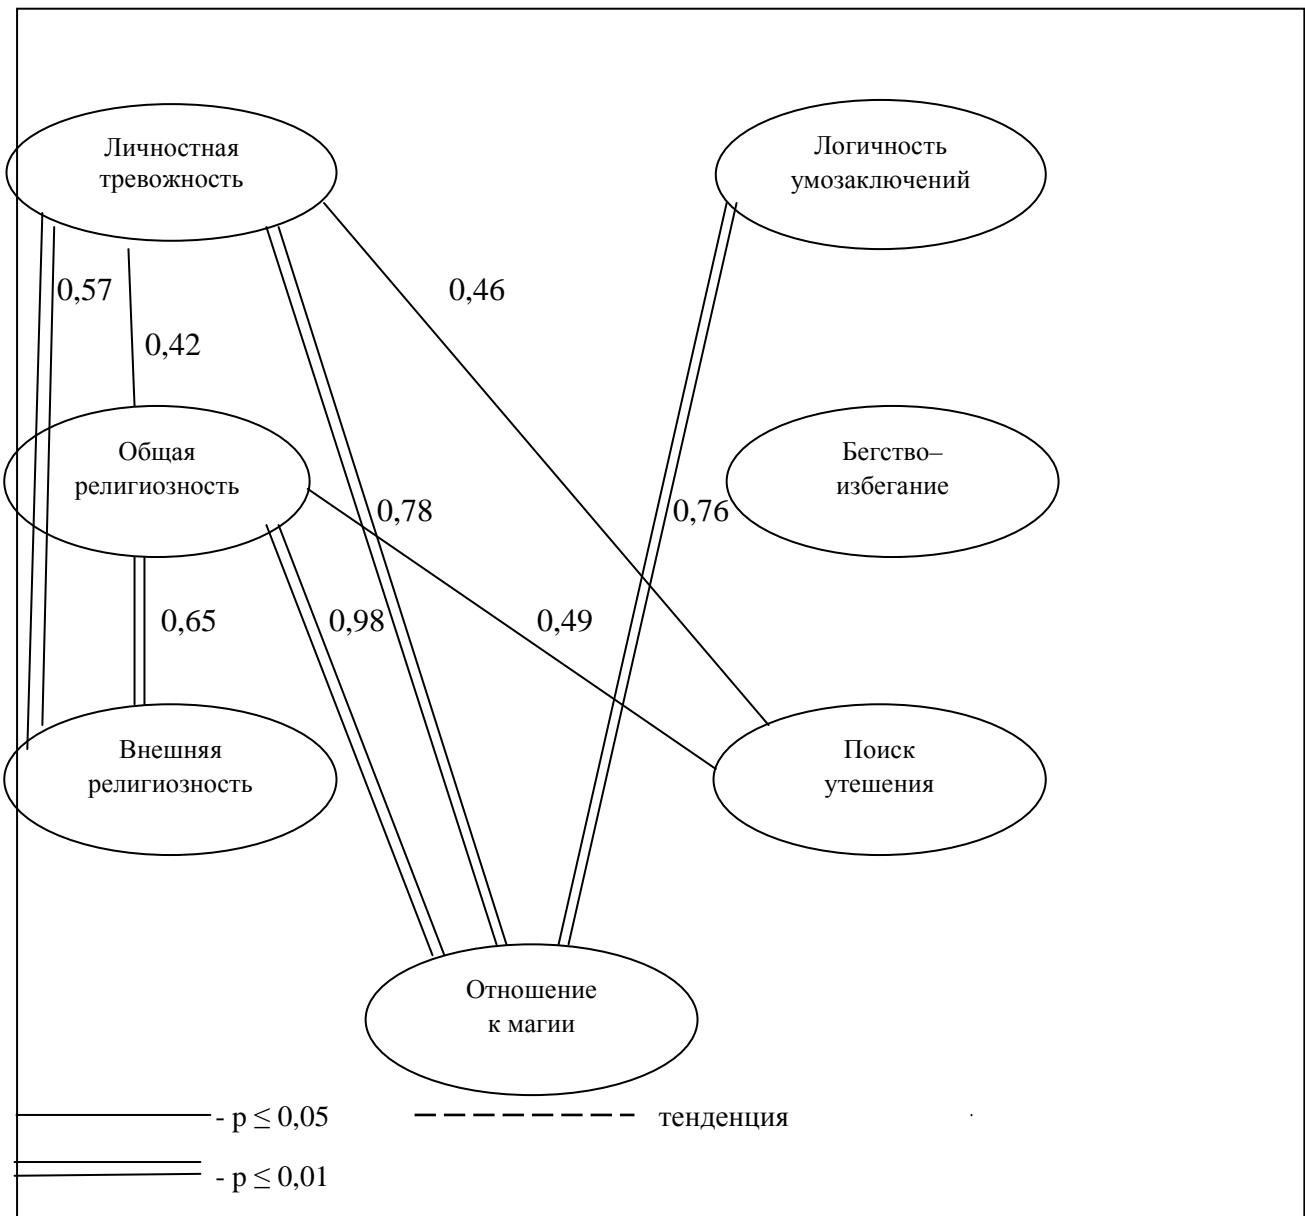 Личностная
тревожность
Логичность
умозаключений
0,57
0,46
0,42
Общая
религиозность
Бегство–
избегание
0,78
0,76
0,65
0,98
0,49
Внешняя
религиозность
Поиск
утешения
Отношение
к магии
- p ≤ 0,05
тенденция
- p ≤ 0,01